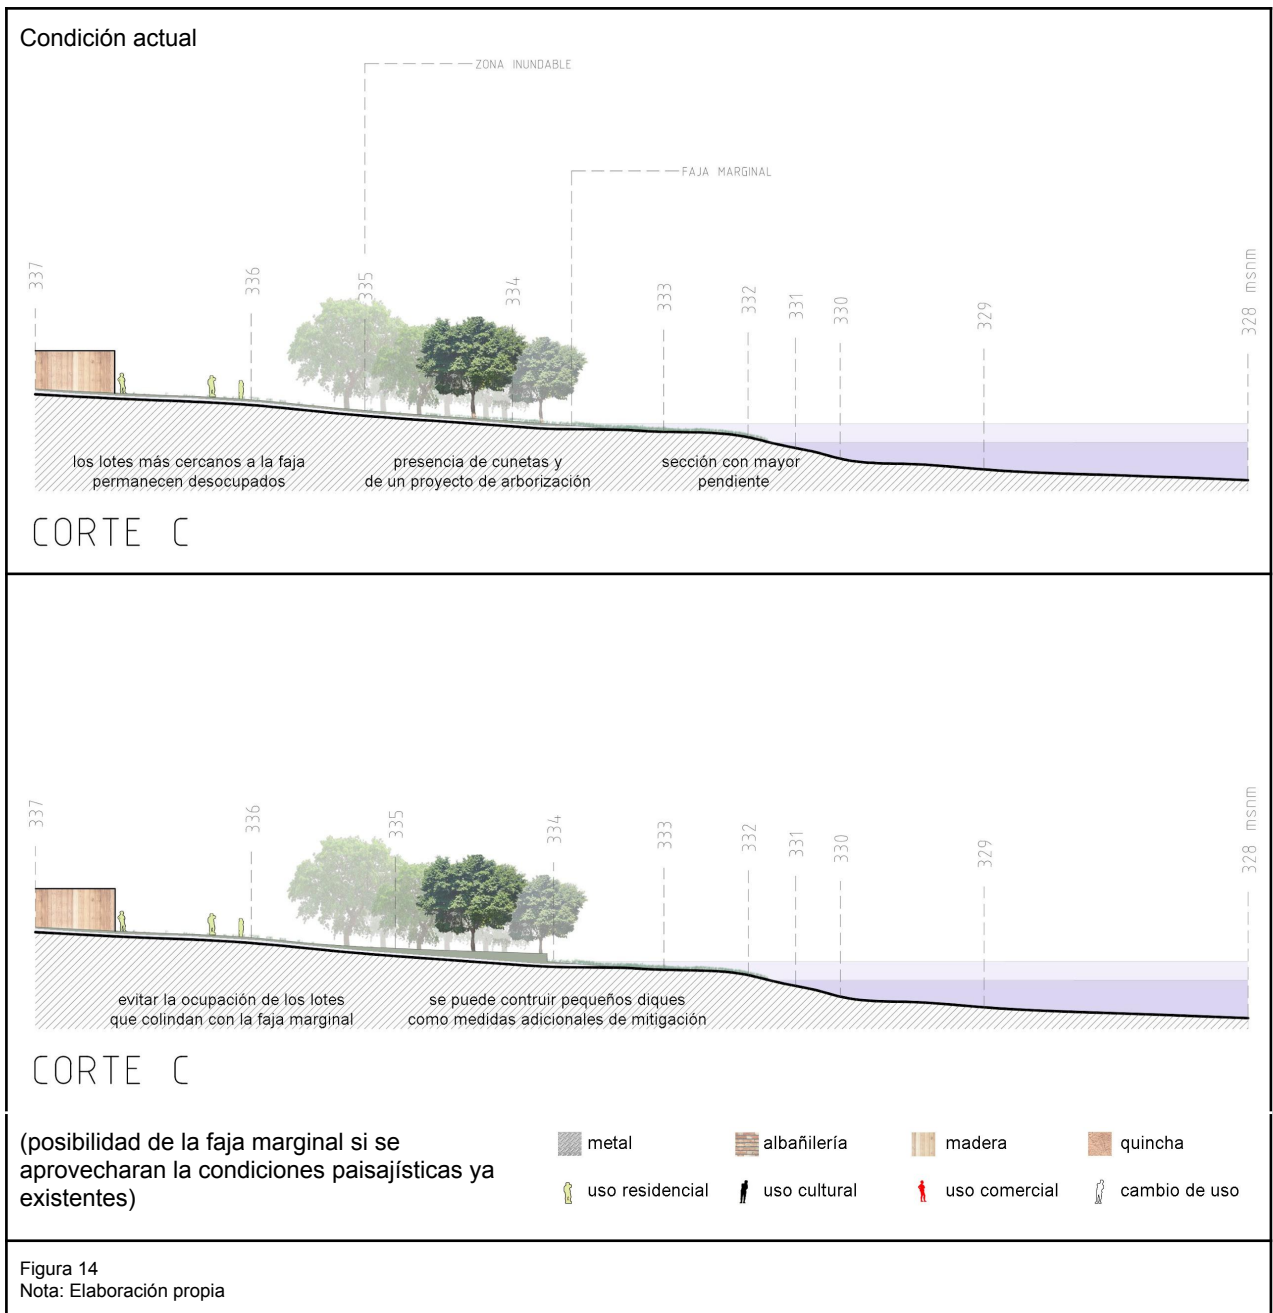 Condición actual
ZONA INUNDABLE
FAJA MARGINAL
337
336
335
334
333
332
331
330
329
328 msnm
los lotes más cercanos a la faja
permanecen desocupados
presencia de cunetas y
de un proyecto de arborización
sección con mayor
pendiente
CORTE C
337
336
335
334
333
332
331
330
329
328 msnm
evitar la ocupación de los lotes
que colindan con la faja marginal
se puede contruir pequeños diques
como medidas adicionales de mitigación
CORTE C
(posibilidad de la faja marginal si se
aprovecharan la condiciones paisajísticas ya
existentes)
metal
albañilería
madera
quincha
uso residencial
uso cultural
uso comercial
cambio de uso
Figura 14
Nota: Elaboración propia